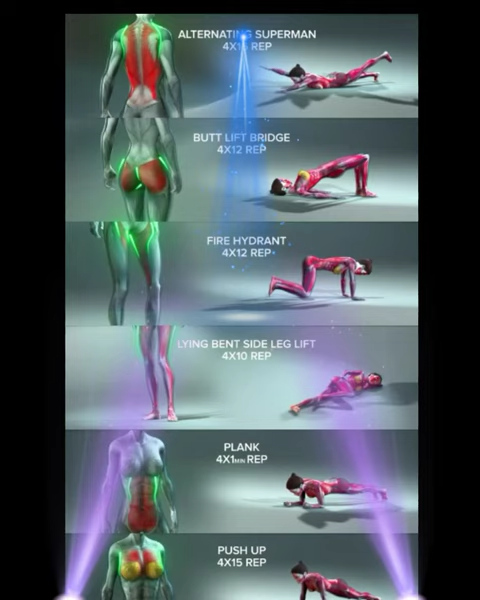 ALTERNATING SUPERMAN
REP
BUTT LIFT BRIDGE
4X12 REP
FIRE HYDRANT
4X12 REP
LYING BENT SIDE LEG LIFT
4X10 REP
PLANK
4X1MIN REP
PUSH UP
4X15 REP